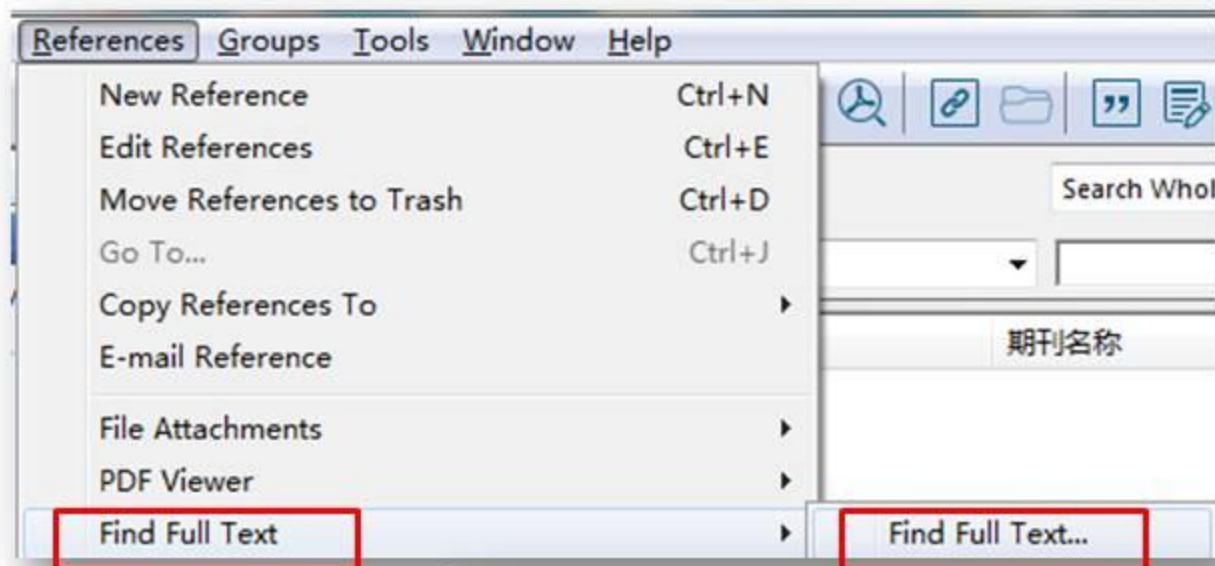 References Groups Tools Window Help
New Reference Ctrl+N
Edit References Ctrl+E
Move References to Trash Ctrl+D
Search Whol
Go To... Ctrl+J
Copy References To
期刊名称
E-mail Reference
File Attachments
PDF Viewer
Find Full Text Find Full Text...